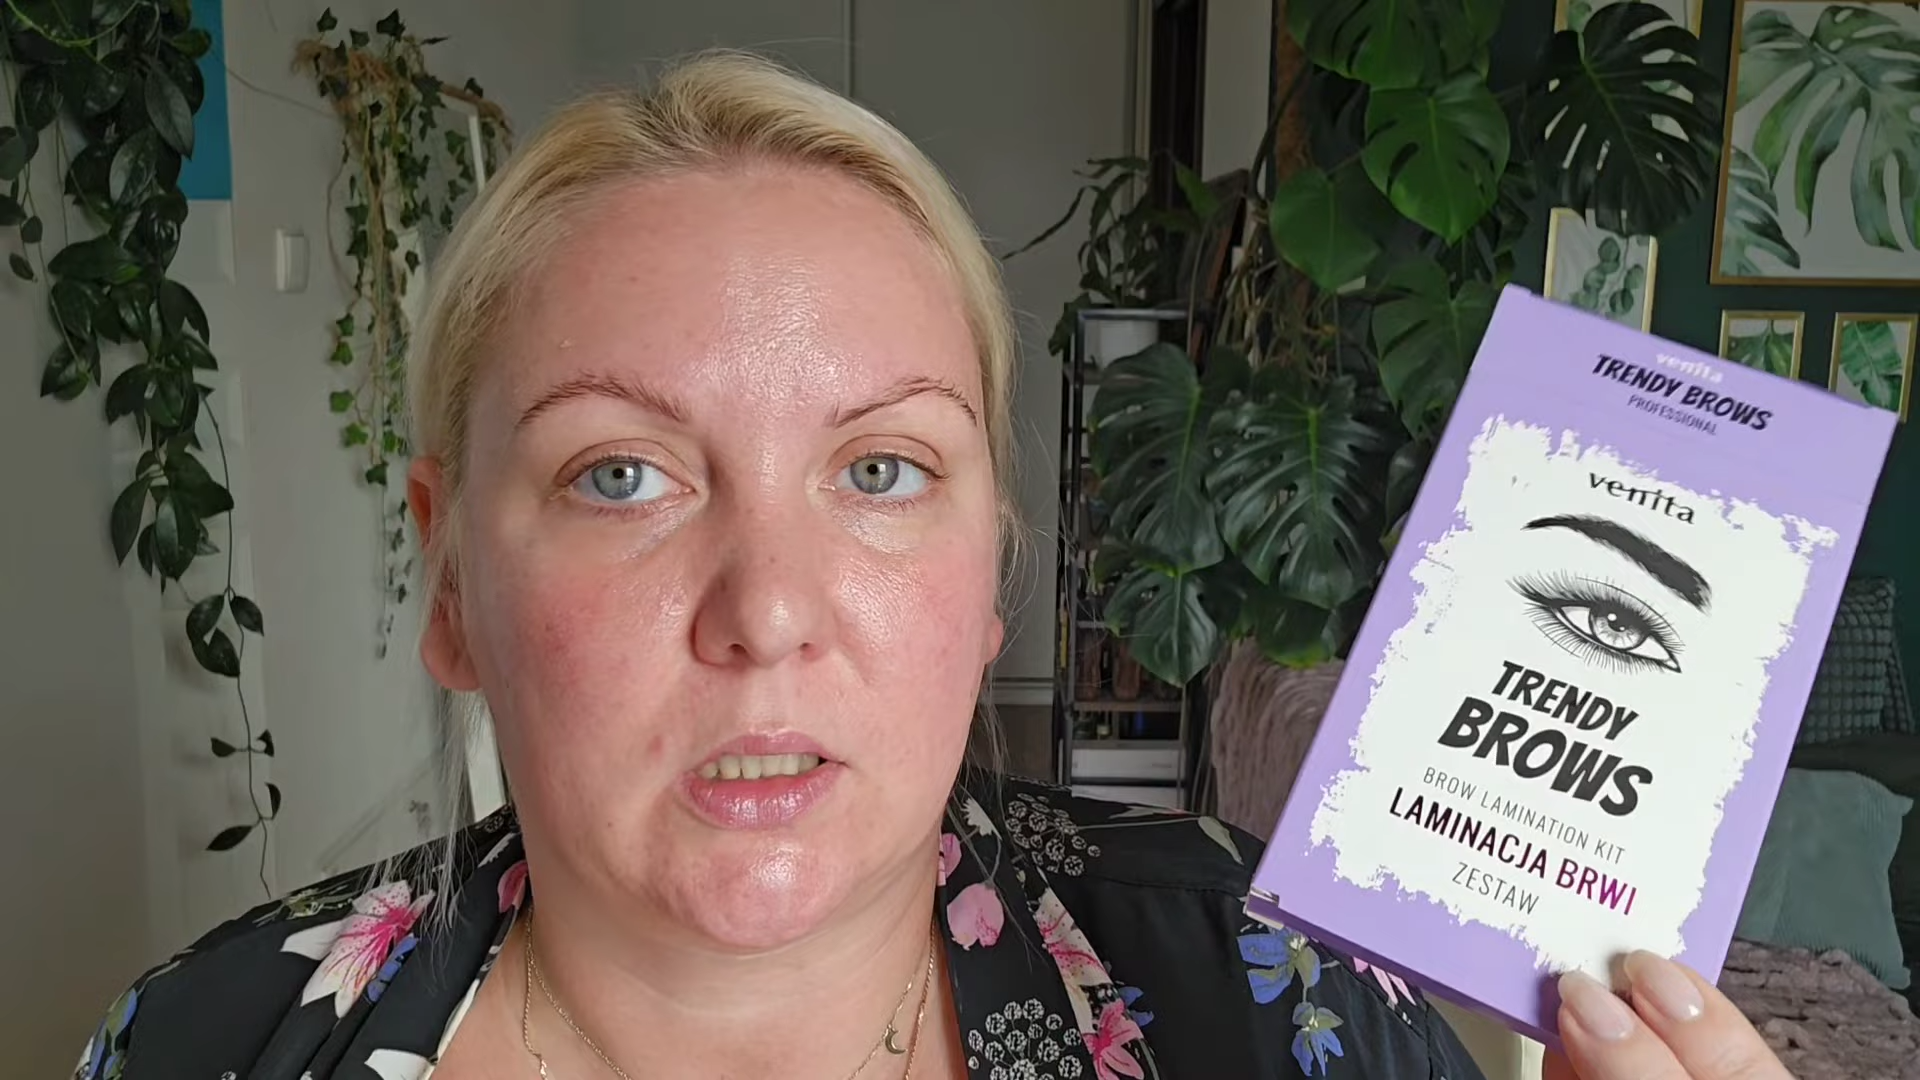 venita
TRENDY BROWS
PROFESSIONAL
venita
TRENDY
BROWS
BROW LAMINATION KIT
LAMINACJA BRWI
ZESTAW